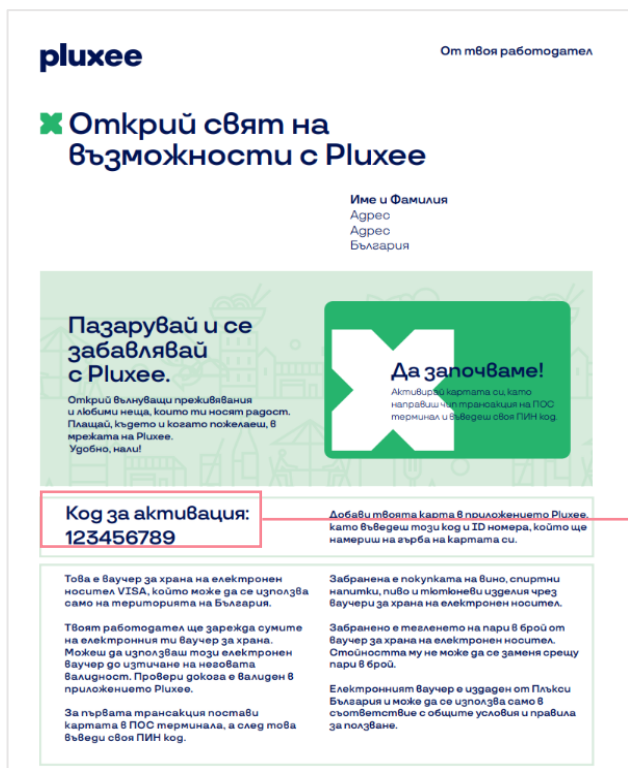 pluxee
От твоя работодател
Открий свят на
възможности с Pluxee
Име и Фамилия
Адрес
Адрес
България
Пазарувай и се
забавлявай
с Pluxee.
Открий вълнуващи преживявания
и любими неща, които ти носят радост.
Плащай, където и когато пожелаеш, в
мрежата на Pluxee.
Удобно, нали!
Да започваме!
Активирай картата си, като
направиш чип трансакция на ПОС
терминал и въведеш своя ПИН код.
Код за активация:
123456789
Добави твоята карта в приложението Pluxee,
като въведеш този код и ID номера, който ще
намериш на гърба на картата си.
Това е ваучер за храна на електронен
носител VISA, който може да се използва
само на територията на България.
Твоят работодател ще зарежда сумите
на електронния ти ваучер за храна.
Можеш да използваш този електронен
ваучер до изтичане на неговата
валидност. Провери докога е валиден в
приложението Pluxee.
За първата трансакция постави
картата в ПОС терминала, а след това
въведи своя ПИН код.
Забранена е покупката на вино, спиртни
напитки, пиво и тютюневи изделия чрез
ваучери за храна на електронен носител.
Забранено е тегленето на пари в брой от
ваучер за храна на електронен носител.
Стойността му не може да се заменя срещу
пари в брой.
Електронният ваучер е издаден от Плъкси
България и може да се използва само в
съответствие с общите условия и правила
за ползване.